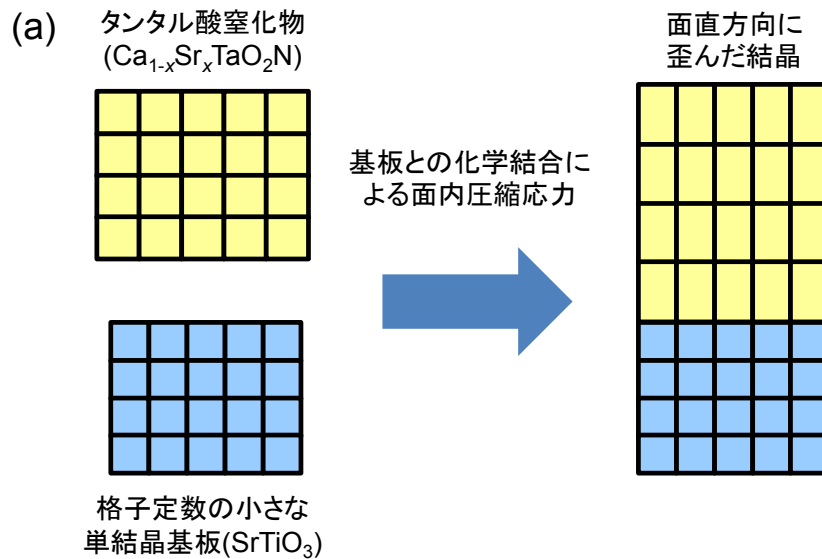 (a)
タンタル酸窒化物
(Ca1-xSrxTaO2N)
基板との化学結合に
よる面内圧縮応力
面直方向に
歪んだ結晶
格子定数の小さな
単結晶基板(SrTiO3)